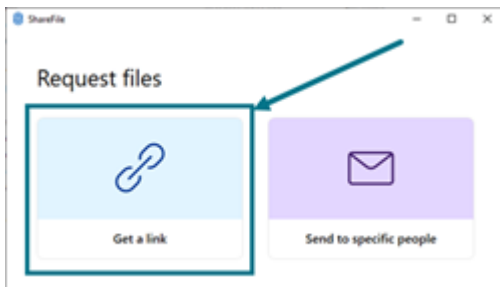 ShareFile
Request files
Get a link
Send to specific people